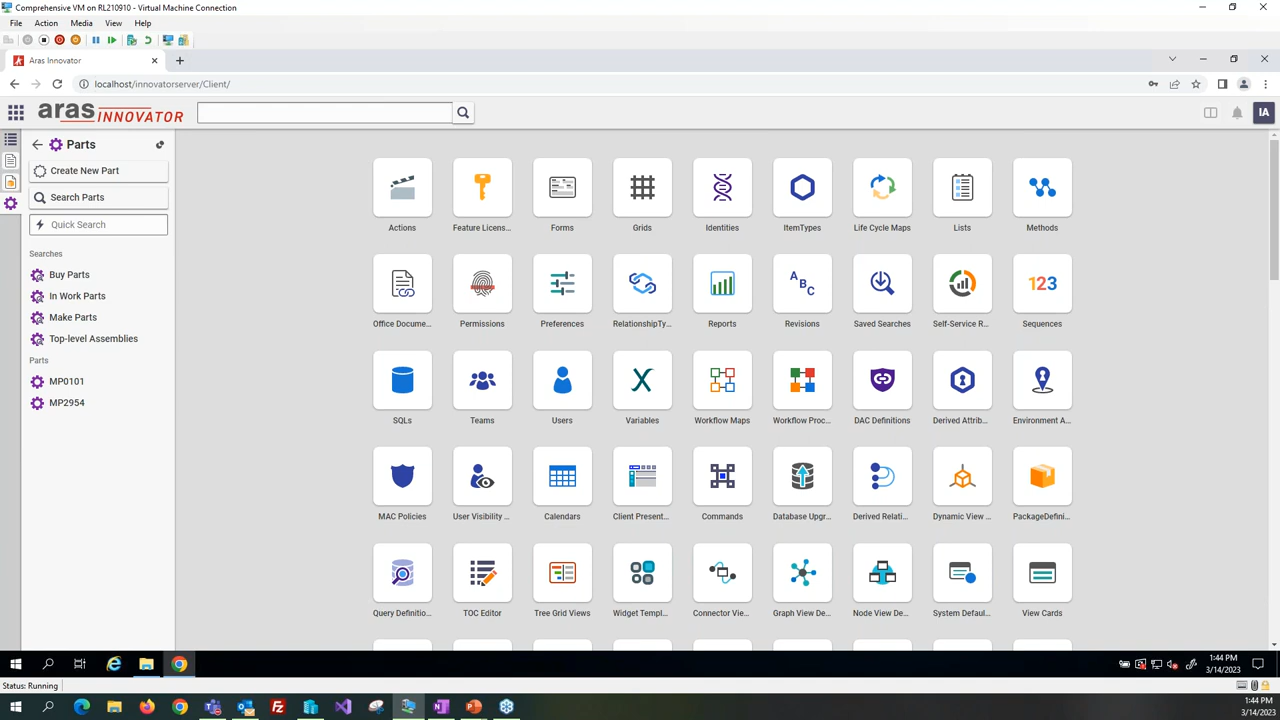 Comprehensive VM on RL210910 - Virtual Machine Connection
File Action Media View Help
Aras Innovator
localhost/innovatorserver/Client/
aras INNOVATOR
IA
Parts
Create New Part
Search Parts
Quick Search
Searches
Buy Parts
In Work Parts
Make Parts
Top-level Assemblies
Parts
MP0101
MP2954
Actions Feature Licens... Forms Grids Identities ItemTypes Life Cycle Maps Lists Methods
A B C
123
Office Docume... Permissions Preferences RelationshipTy... Reports Revisions Saved Searches Self-Service R... Sequences
SQLs Teams Users Variables Workflow Maps Workflow Proc... DAC Definitions Derived Attrib... Environment A...
MAC Policies User Visibility ... Calendars Client Present... Commands Database Upgr... Derived Relati... Dynamic View ... PackageDefini...
Query Definitio... TOC Editor Tree Grid Views Widget Templ... Connector Vie... Graph View De... Node View De... System Defaul... View Cards
1:44 PM
3/14/2023
Status: Running
1:44 PM
3/14/2023